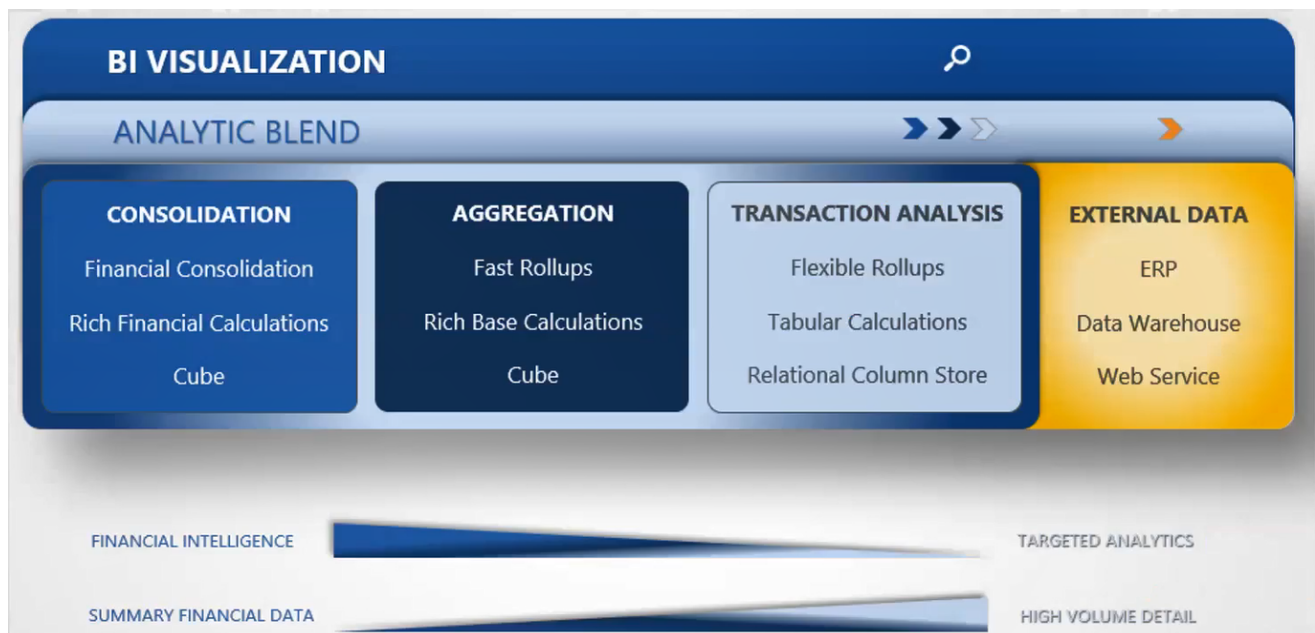 BI VISUALIZATION
ANALYTIC BLEND
CONSOLIDATION
Financial Consolidation
Rich Financial Calculations
Cube
AGGREGATION
Fast Rollups
Rich Base Calculations
Cube
TRANSACTION ANALYSIS
Flexible Rollups
Tabular Calculations
Relational Column Store
EXTERNAL DATA
ERP
Data Warehouse
Web Service
FINANCIAL INTELLIGENCE
TARGETED ANALYTICS
SUMMARY FINANCIAL DATA
HIGH VOLUME DETAIL